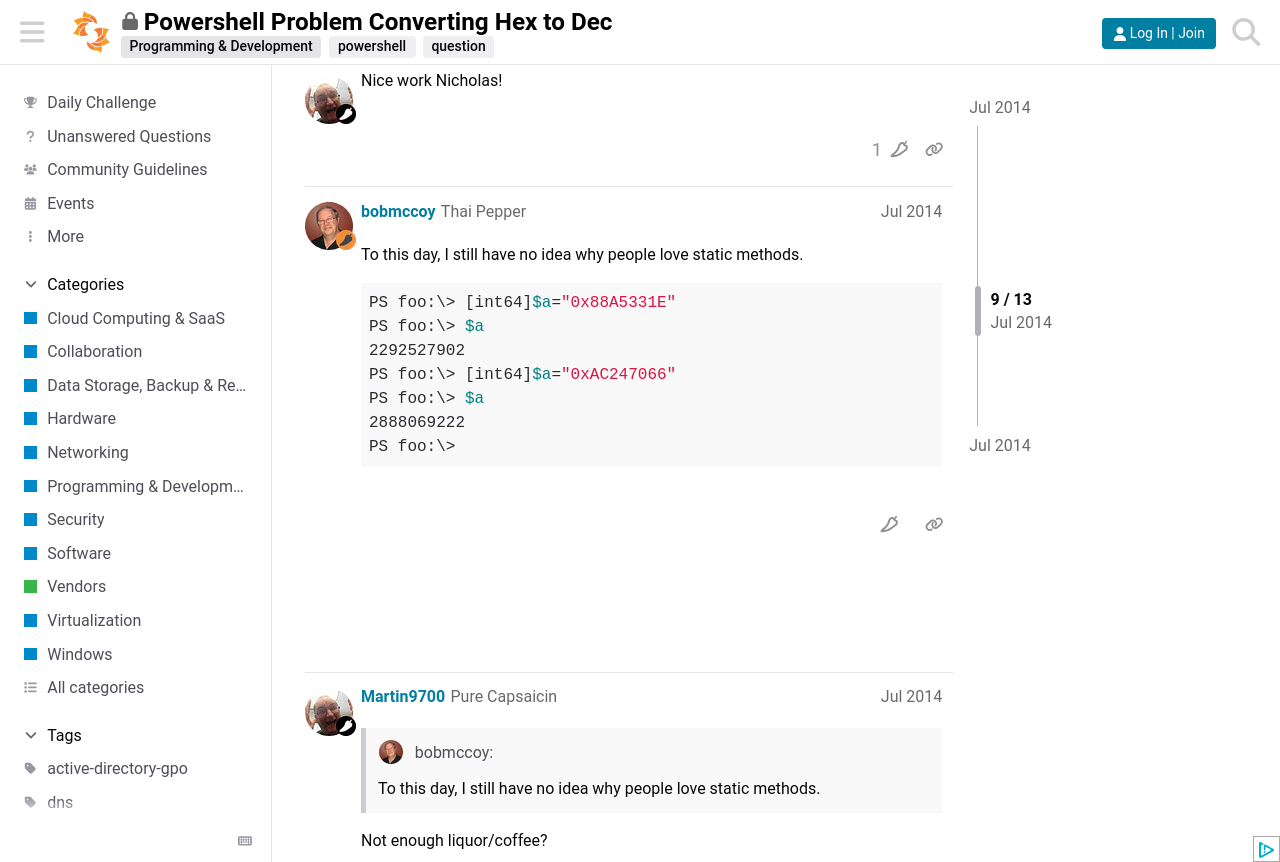 Powershell Problem Converting Hex to Dec
Programming & Development
powershell
question
Log In | Join
Daily Challenge
Unanswered Questions
Community Guidelines
Events
More
Categories
Cloud Computing & SaaS
Collaboration
Data Storage, Backup & Re…
Hardware
Networking
Programming & Developm…
Security
Software
Vendors
Virtualization
Windows
All categories
Tags
active-directory-gpo
dns
Nice work Nicholas!
1
bobmccoy Thai Pepper
Jul 2014
To this day, I still have no idea why people love static methods.
PS foo:\> [int64]$a="0x88A5331E"
PS foo:\> $a
2292527902
PS foo:\> [int64]$a="0xAC247066"
PS foo:\> $a
2888069222
PS foo:\>
Martin9700 Pure Capsaicin
Jul 2014
bobmccoy:
To this day, I still have no idea why people love static methods.
Not enough liquor/coffee?
Jul 2014
9 / 13
Jul 2014
Jul 2014